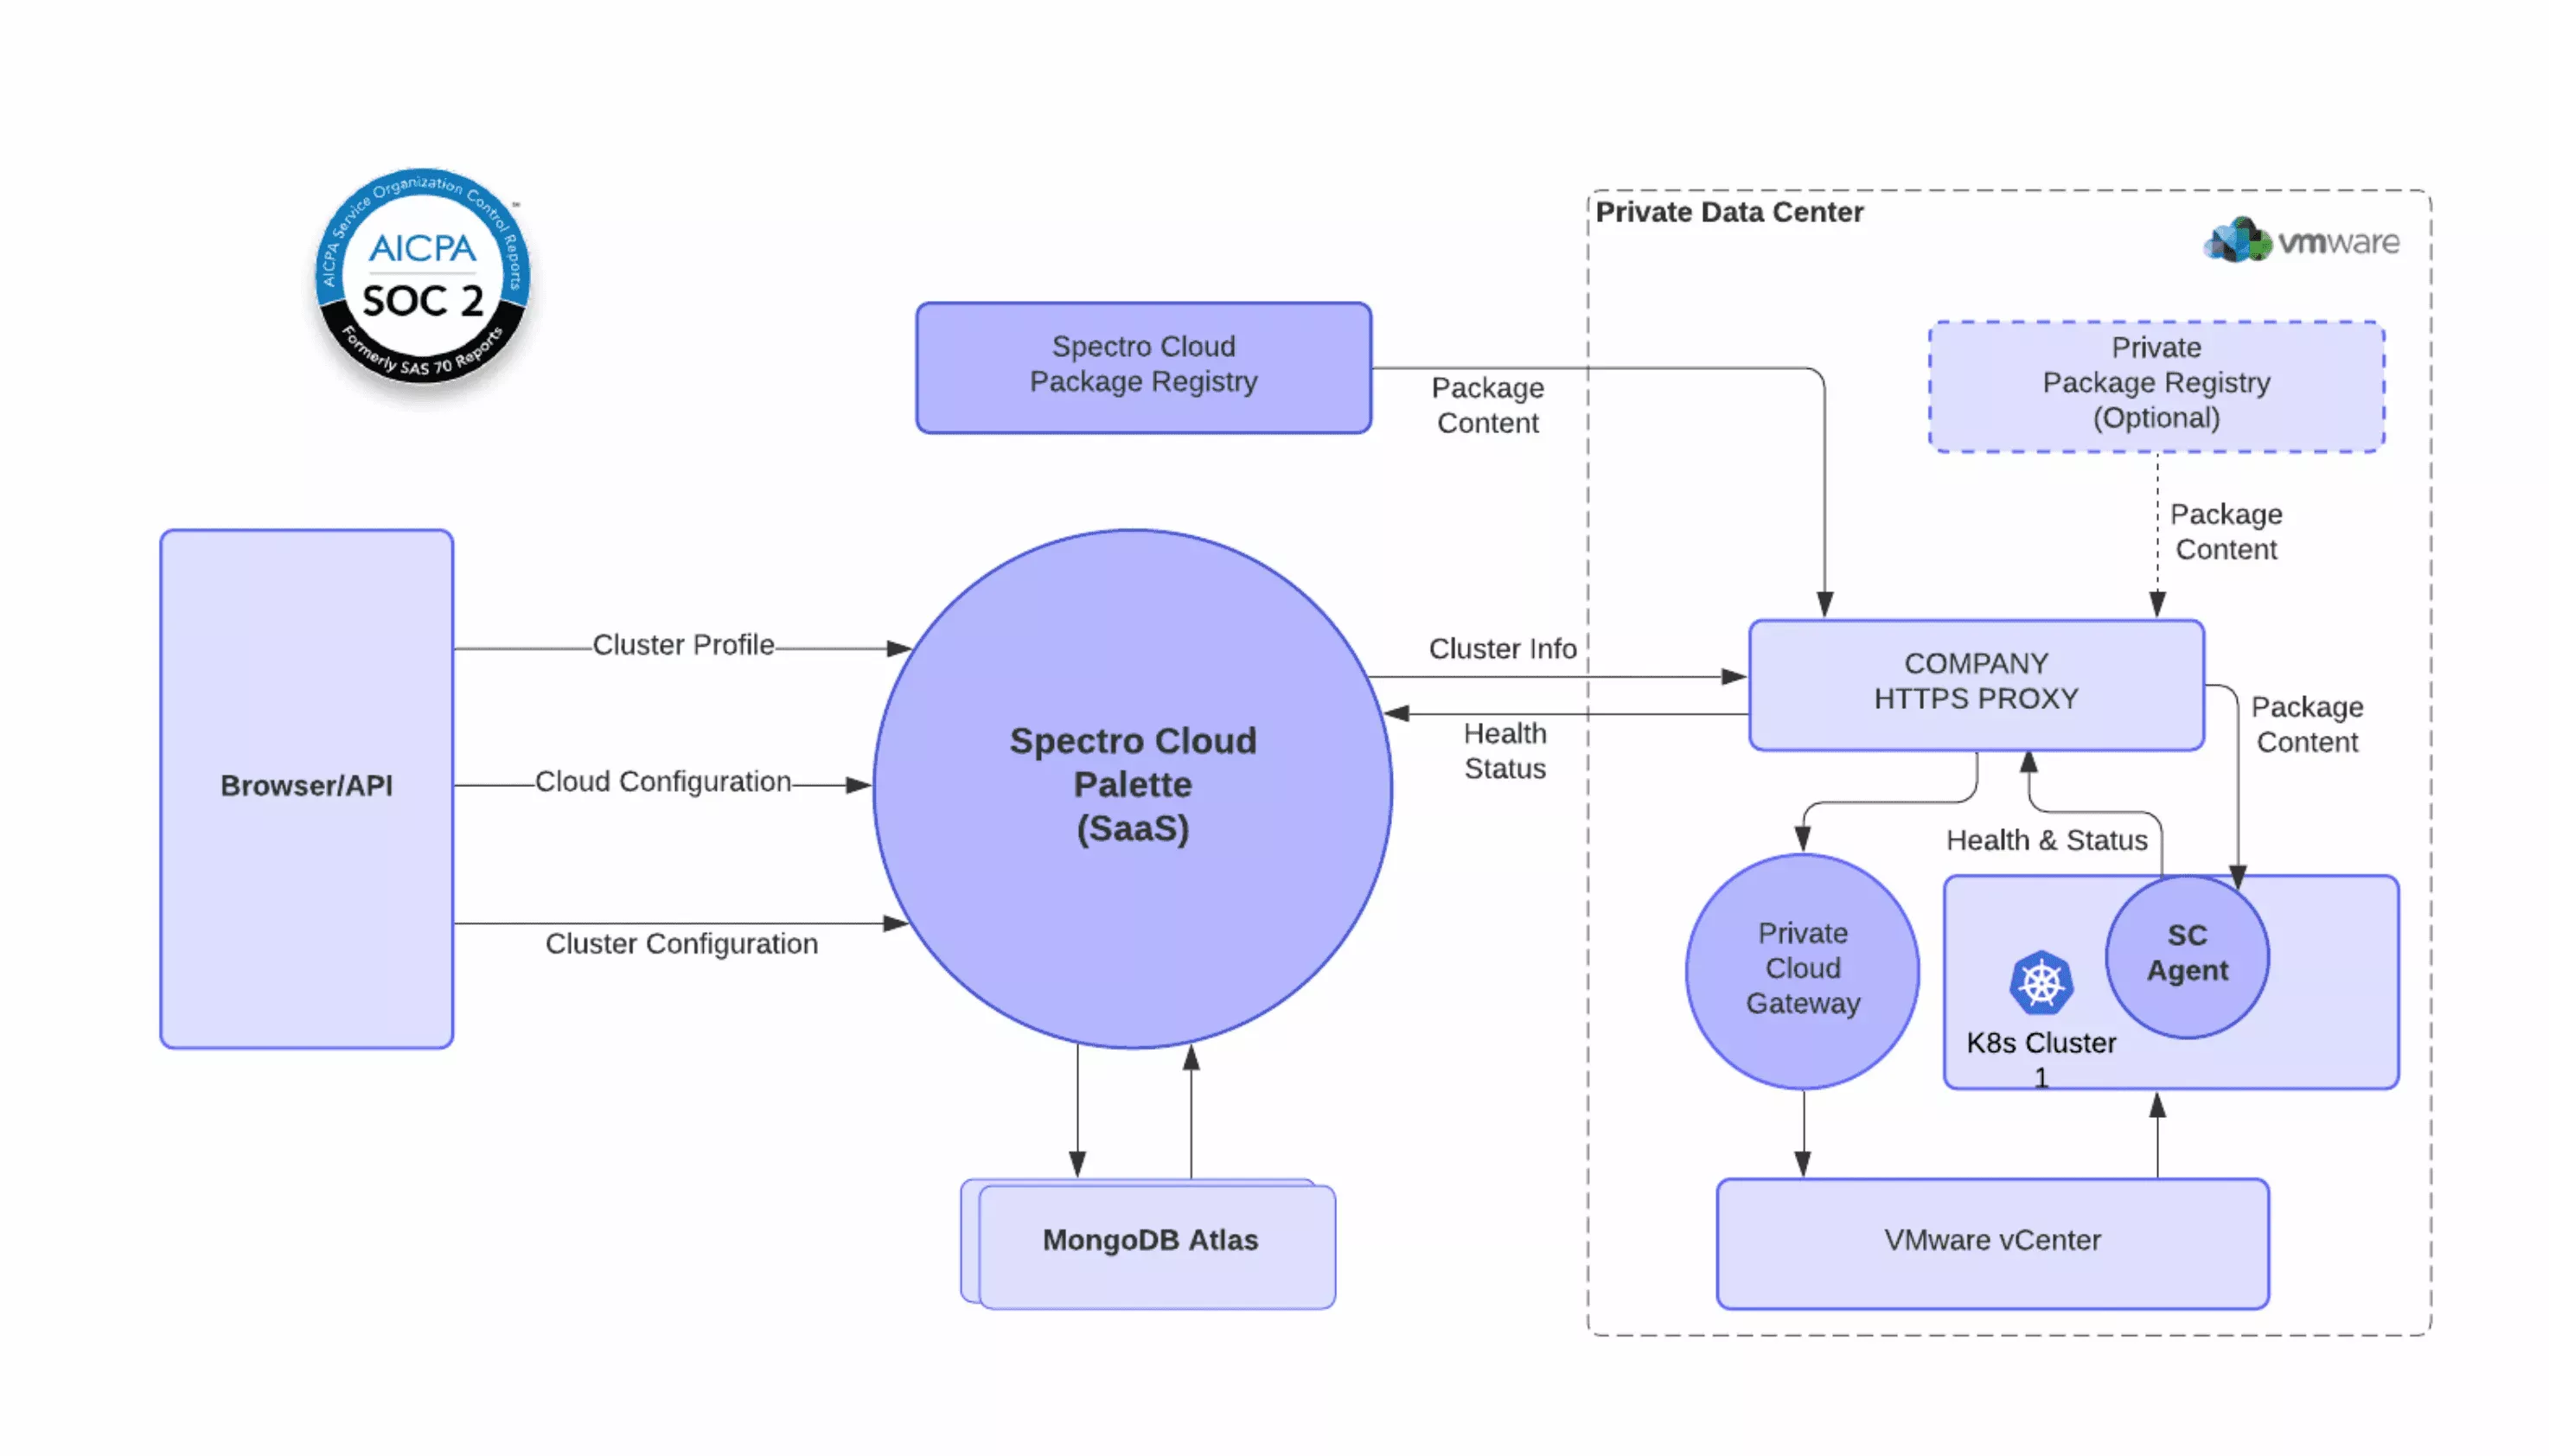 AICPA Service Organization Control Reports
™
AICPA
SOC 2
Formerly SAS 70 Reports
Private Data Center
vmware
Spectro Cloud
Package Registry
Package
Content
Private
Package Registry
(Optional)
Package
Content
Browser/API
Cluster Profile
Cloud Configuration
Cluster Configuration
Spectro Cloud
Palette
(SaaS)
Cluster Info
Health
Status
COMPANY
HTTPS PROXY
Package
Content
Health & Status
Private
Cloud
Gateway
SC
Agent
K8s Cluster
1
MongoDB Atlas
VMware vCenter